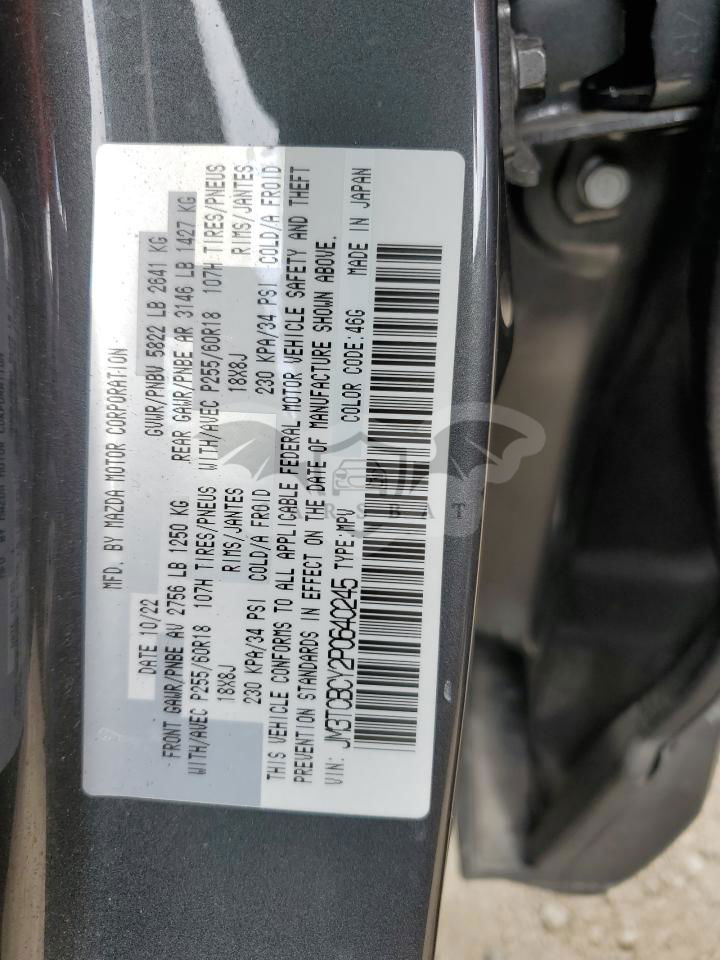 MFD. BY MAZDA MOTOR CORPORATION
DATE 10/22 GVWR/PNBV 5822 LB 2641 KG
FRONT GAWR/PNBE AV 2756 LB 1250 KG REAR GAWR/PNBE AR 3146 LB 1427 KG
WITH/AVEC P255/60R18 107H TIRES/PNEUS WITH/AVEC P255/60R18 107H TIRES/PNEUS
18X8J RIMS/JANTES 18X8J RIMS/JANTES
230 KPA/34 PSI COLD/A FROID 230 KPA/34 PSI COLD/A FROID
THIS VEHICLE CONFORMS TO ALL APPLICABLE FEDERAL MOTOR VEHICLE SAFETY AND THEFT
PREVENTION STANDARDS IN EFFECT ON THE DATE OF MANUFACTURE SHOWN ABOVE.
VIN: JM3TCBCY2P0640245 TYPE:MPV COLOR CODE:46G MADE IN JAPAN
ARSBAT